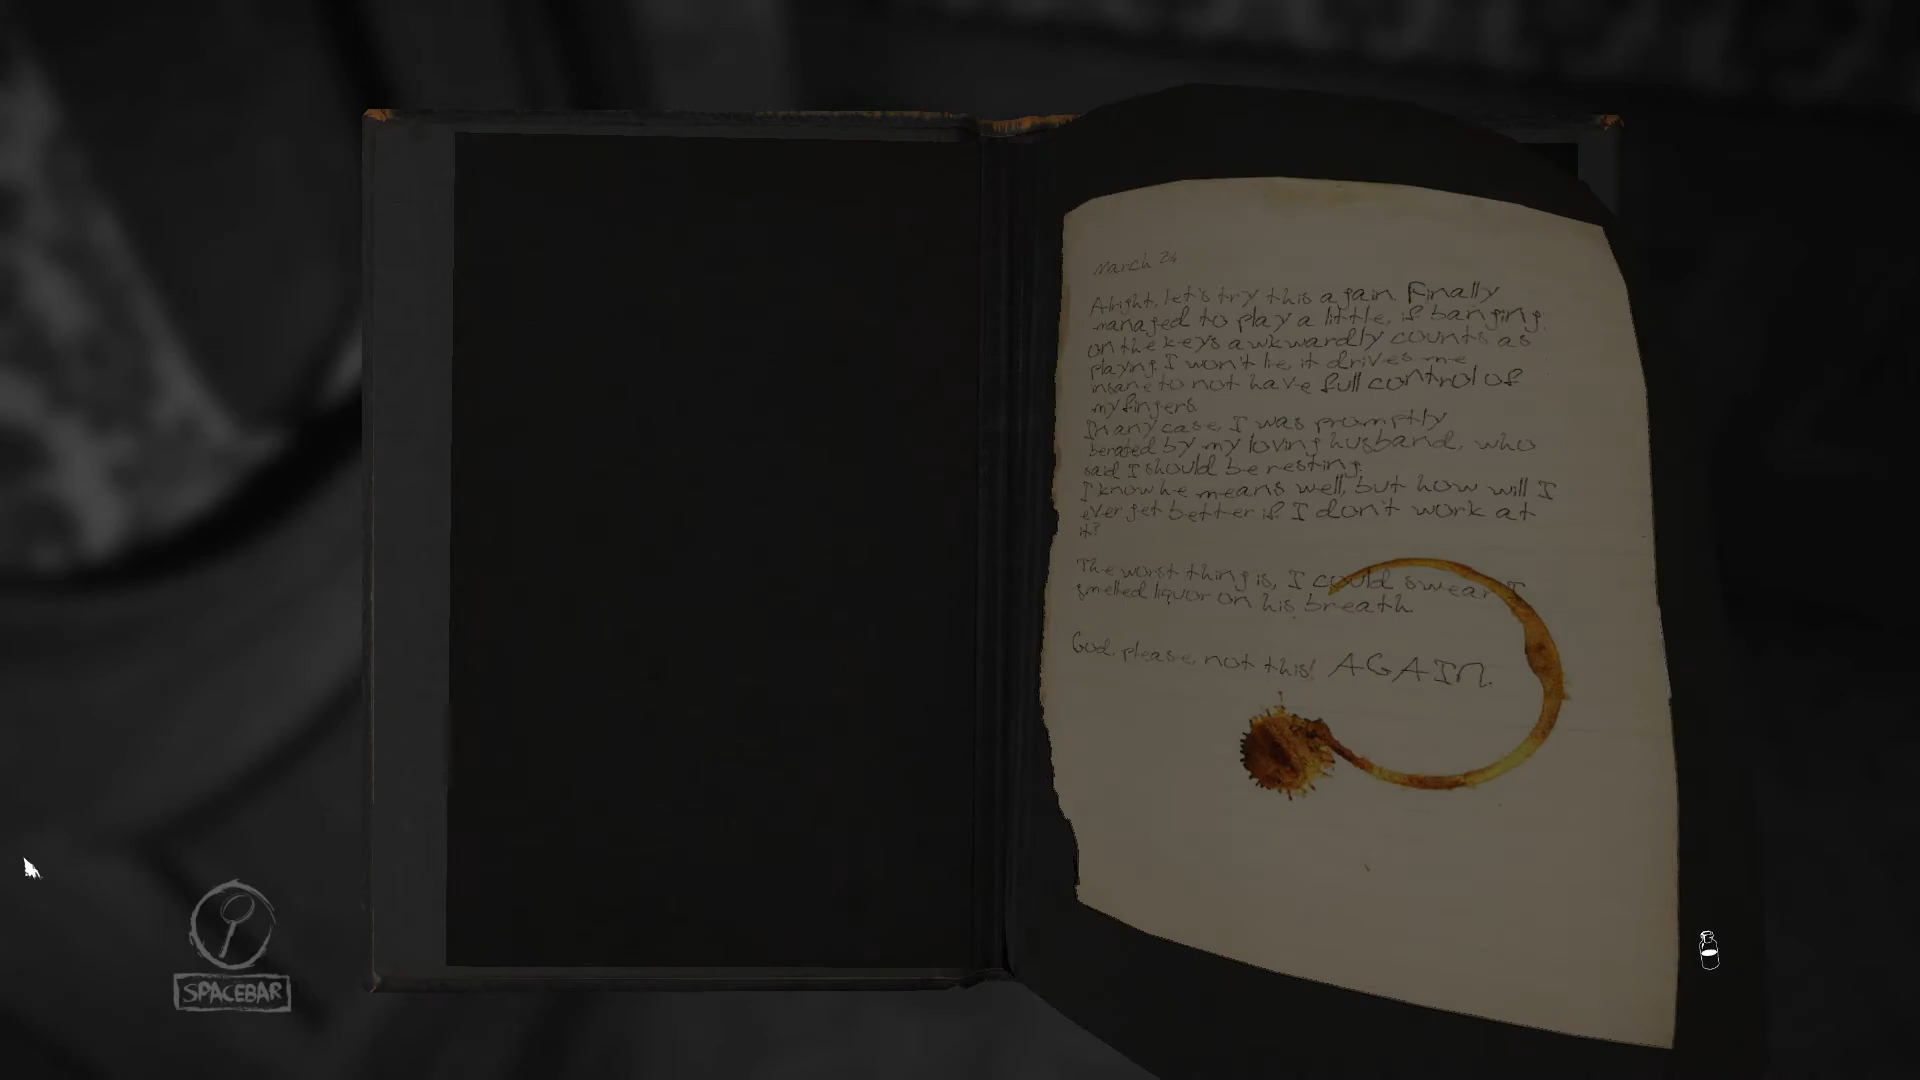 March 24
Alright, let's try this again. Finally
managed to play a little, if banging
on the keys awkwardly counts as
playing. I won't lie, it drives me
insane to not have full control of
my fingers.
In any case, I was promptly
berated by my loving husband, who
said I should be resting.
I know he means well, but how will I
ever get better if I don't work at
it?
The worst thing is, I could swear I
smelled liquor on his breath.
God, please, not this! AGAIN.
SPACEBAR